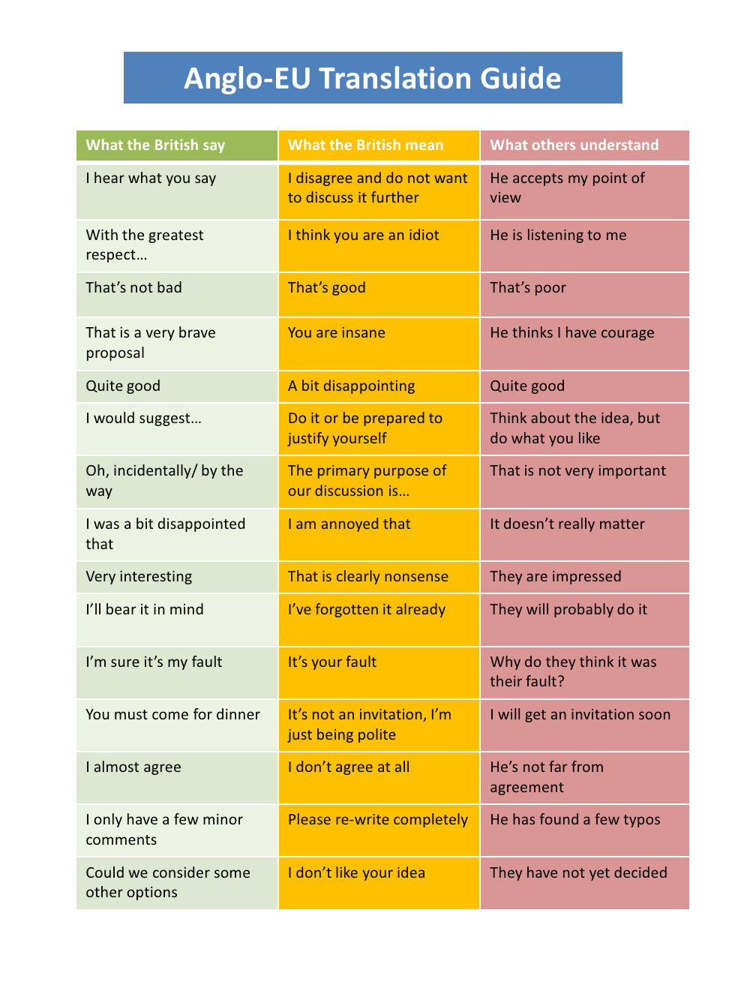 Anglo-EU Translation Guide
What the British say
What the British mean
What others understand
I hear what you say
I disagree and do not want
to discuss it further
He accepts my point of
view
With the greatest
respect…
I think you are an idiot
He is listening to me
That’s not bad
That’s good
That’s poor
That is a very brave
proposal
You are insane
He thinks I have courage
Quite good
A bit disappointing
Quite good
I would suggest…
Do it or be prepared to
justify yourself
Think about the idea, but
do what you like
Oh, incidentally/ by the
way
The primary purpose of
our discussion is…
That is not very important
I was a bit disappointed
that
I am annoyed that
It doesn’t really matter
Very interesting
That is clearly nonsense
They are impressed
I’ll bear it in mind
I’ve forgotten it already
They will probably do it
I’m sure it’s my fault
It’s your fault
Why do they think it was
their fault?
You must come for dinner
It’s not an invitation, I’m
just being polite
I will get an invitation soon
I almost agree
I don’t agree at all
He’s not far from
agreement
I only have a few minor
comments
Please re-write completely
He has found a few typos
Could we consider some
other options
I don’t like your idea
They have not yet decided